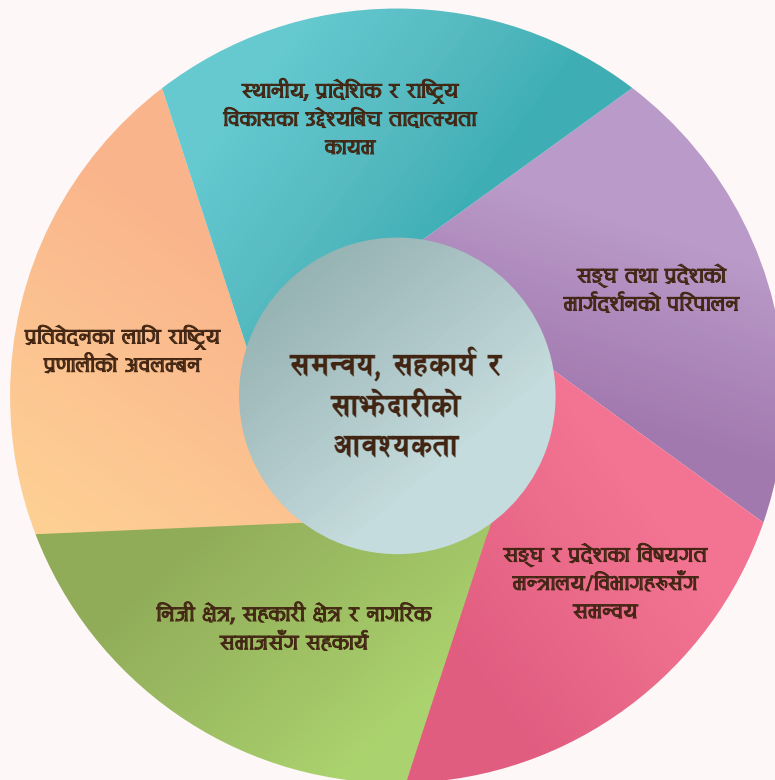 स्थानीय, प्रादेशिक र राष्ट्रिय
विकासका उद्देश्यबिच तादात्म्यता
कायम
सङ्घ तथा प्रदेशको
मार्गदर्शनको परिपालन
प्रतिवेदनका लागि राष्ट्रिय
प्रणालीको अवलम्बन
समन्वय, सहकार्य र
साझेदारीको
आवश्यकता
सङ्घ र प्रदेशका विषयगत
मन्त्रालय/विभागहरूसँग
समन्वय
निजी क्षेत्र, सहकारी क्षेत्र र नागरिक
समाजसँग सहकार्य